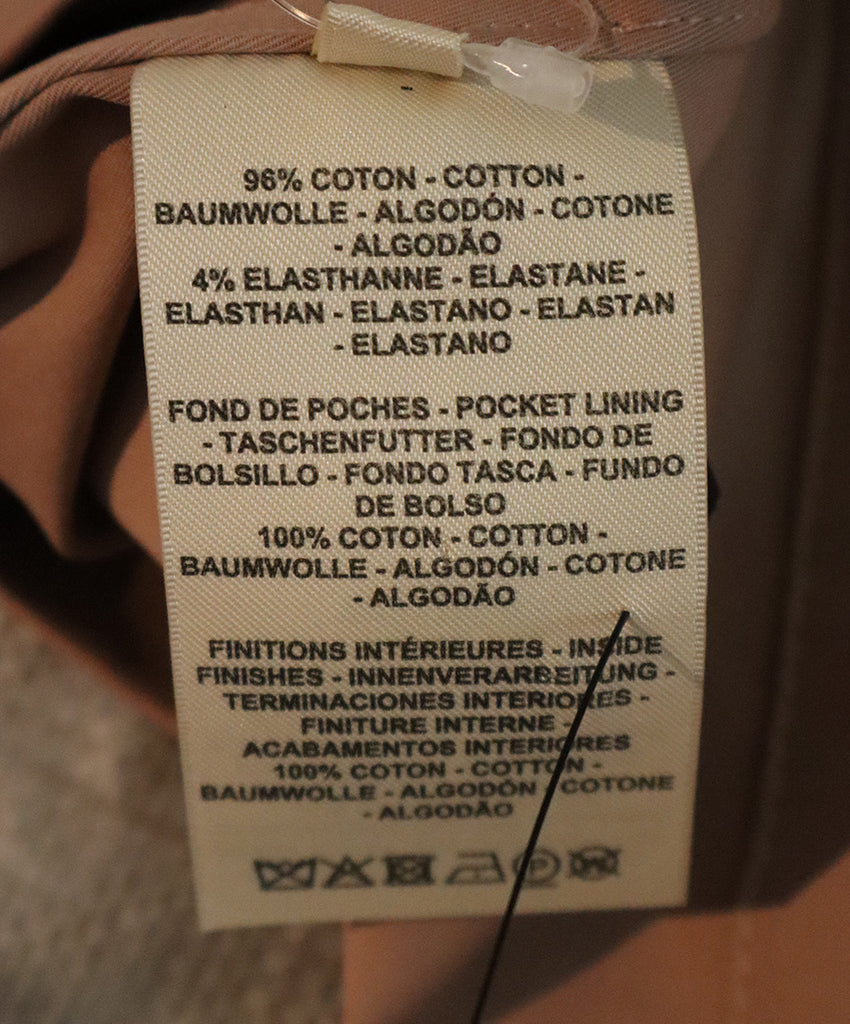 96% COTON - COTTON -
BAUMWOLLE - ALGODÓN - COTONE
- ALGODÃO
4% ELASTHANNE - ELASTANE -
ELASTHAN - ELASTANO - ELASTAN
- ELASTANO
FOND DE POCHES - POCKET LINING
- TASCHENFUTTER - FONDO DE
BOLSILLO - FONDO TASCA - FUNDO
DE BOLSO
100% COTON - COTTON -
BAUMWOLLE - ALGODÓN - COTONE
- ALGODÃO
FINITIONS INTÉRIEURES - INSIDE
FINISHES - INNENVERARBEITUNG -
TERMINACIONES INTERIORES -
FINITURE INTERNE -
ACABAMENTOS INTERIORES
100% COTON - COTTON -
BAUMWOLLE - ALGODÓN - COTONE
- ALGODÃO
P